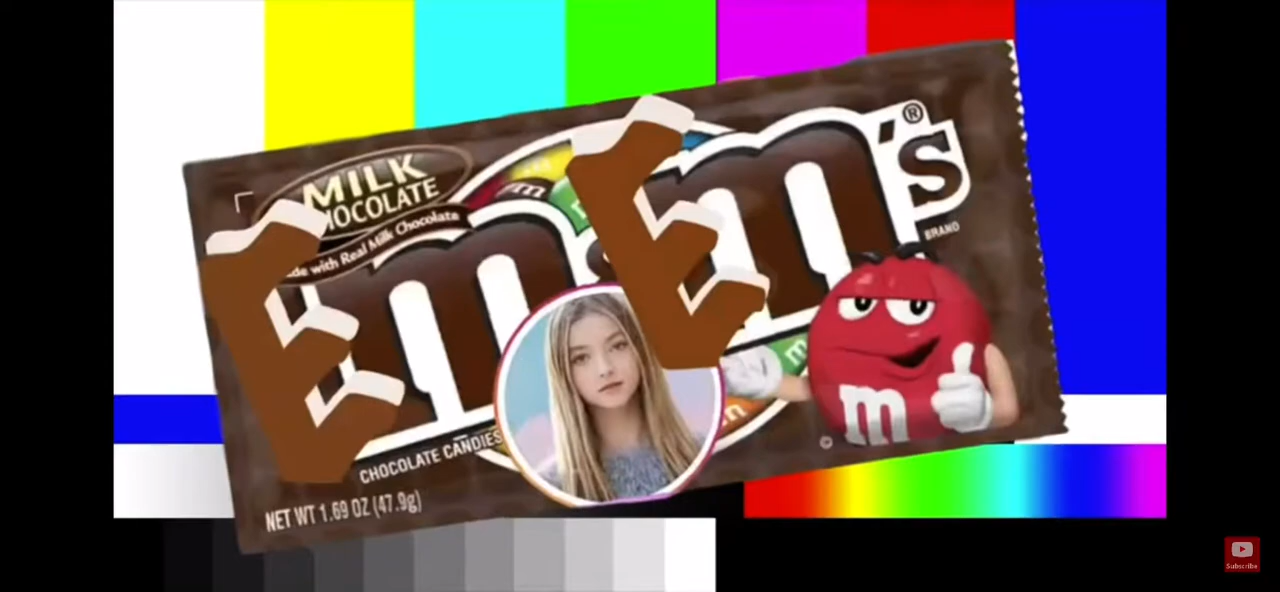 MILK
CHOCOLATE
Made with Real Milk Chocolate
E m & E m's®
BRAND
m
m
m
CHOCOLATE CANDIES
NET WT 1.69 OZ (47.9g)
©
Subscribe